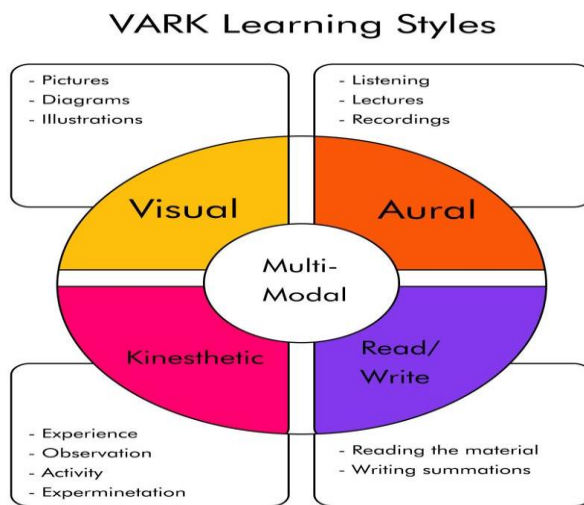 VARK Learning Styles
- Pictures
- Diagrams
- Illustrations
- Listening
- Lectures
- Recordings
Visual
Aural
Multi-
Modal
Kinesthetic
Read/
Write
- Experience
- Observation
- Activity
- Experminetation
- Reading the material
- Writing summations